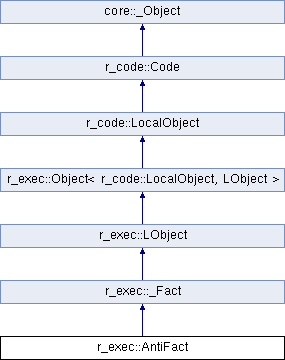 core::_Object
r_code::Code
r_code::LocalObject
r_exec::Object< r_code::LocalObject, LObject >
r_exec::LObject
r_exec::_Fact
r_exec::AntiFact